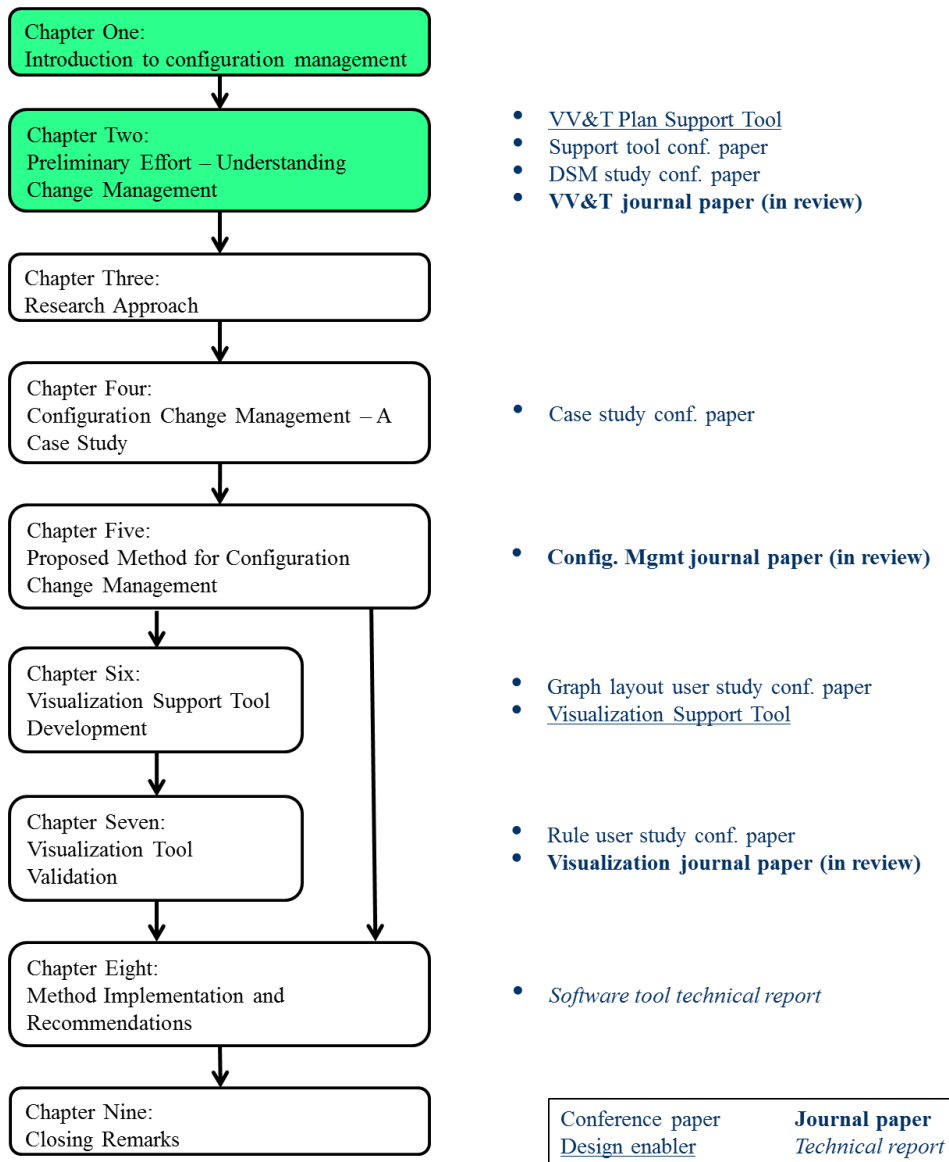 Chapter One:
Introduction to configuration management
Chapter Two:
Preliminary Effort – Understanding
Change Management
• VV&T Plan Support Tool
• Support tool conf. paper
• DSM study conf. paper
• VV&T journal paper (in review)
Chapter Three:
Research Approach
Chapter Four:
Configuration Change Management – A
Case Study
• Case study conf. paper
Chapter Five:
Proposed Method for Configuration
Change Management
• Config. Mgmt journal paper (in review)
Chapter Six:
Visualization Support Tool
Development
• Graph layout user study conf. paper
• Visualization Support Tool
Chapter Seven:
Visualization Tool
Validation
• Rule user study conf. paper
• Visualization journal paper (in review)
Chapter Eight:
Method Implementation and
Recommendations
• Software tool technical report
Chapter Nine:
Closing Remarks
Conference paper Journal paper
Design enabler Technical report